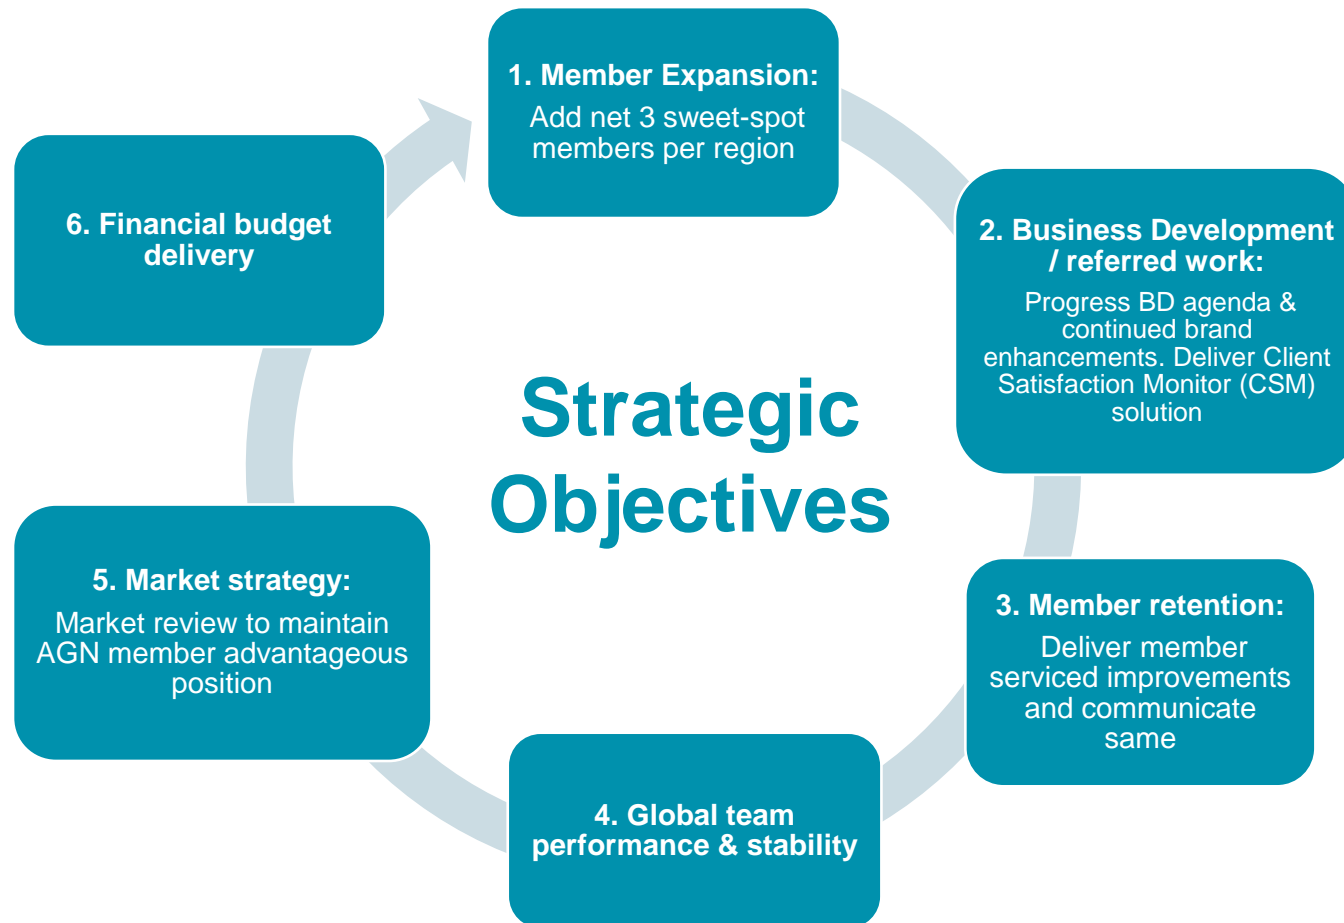 1. Member Expansion:
Add net 3 sweet-spot
members per region
2. Business Development
/ referred work:
Progress BD agenda &
continued brand
enhancements. Deliver Client
Satisfaction Monitor (CSM)
solution
3. Member retention:
Deliver member
serviced improvements
and communicate
same
4. Global team
performance & stability
5. Market strategy:
Market review to maintain
AGN member advantageous
position
6. Financial budget
delivery
Strategic
Objectives